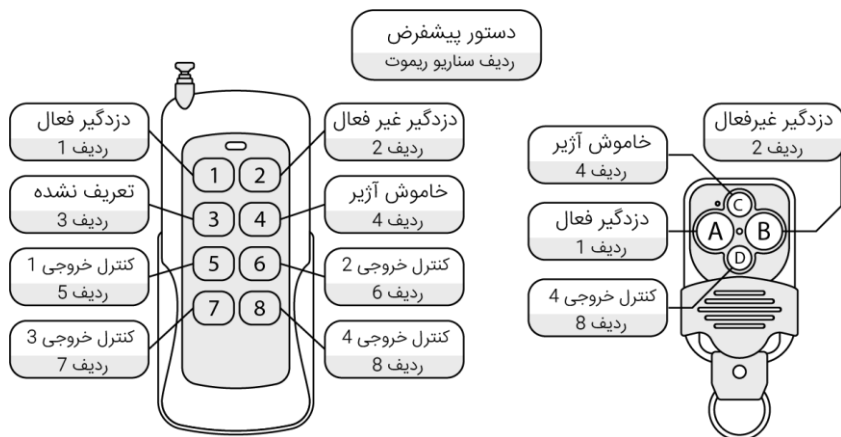 دستور پیشفرض
ردیف سناریو ریموت
دزدگیر فعال
ردیف 1
دزدگیر غیر فعال
ردیف 2
تعریف نشده
ردیف 3
خاموش آژیر
ردیف 4
کنترل خروجی 1
ردیف 5
کنترل خروجی 2
ردیف 6
کنترل خروجی 3
ردیف 7
کنترل خروجی 4
ردیف 8
1 2
3 4
5 6
7 8
دزدگیر غیرفعال
ردیف 2
خاموش آژیر
ردیف 4
دزدگیر فعال
ردیف 1
کنترل خروجی 4
ردیف 8
C
A B
D